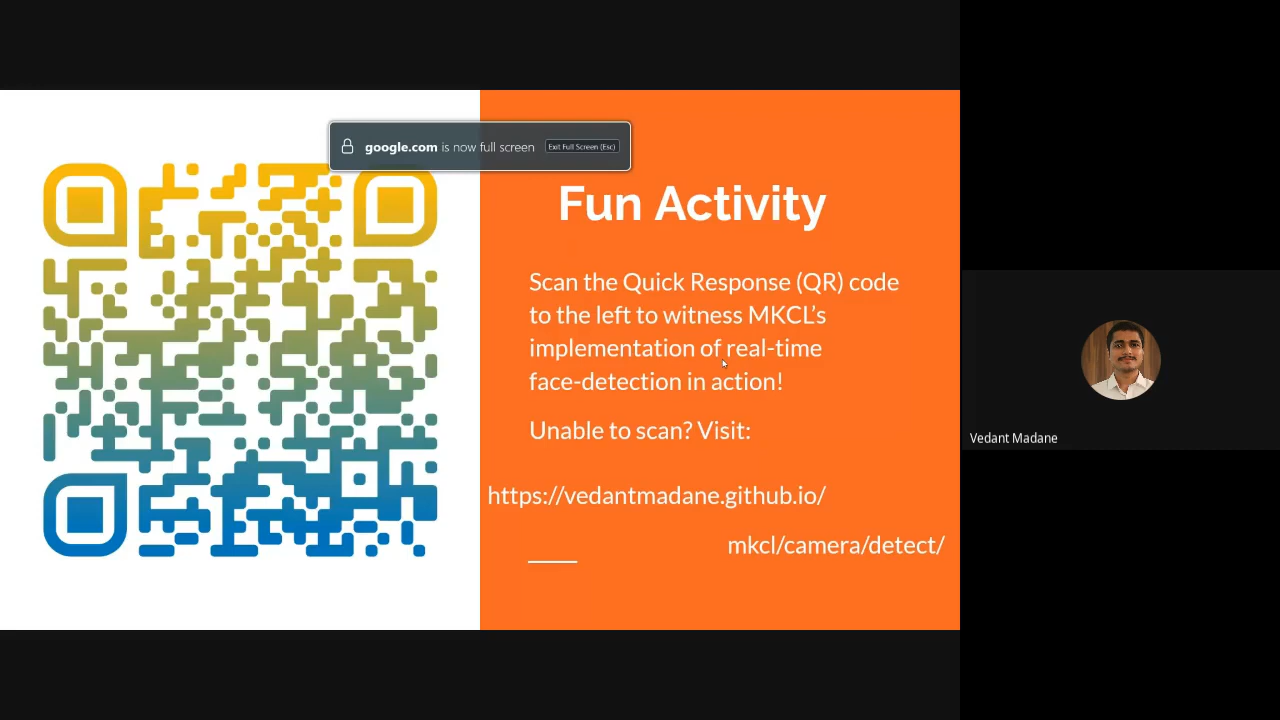 google.com is now full screen Exit Full Screen (Esc)
Fun Activity
Scan the Quick Response (QR) code
to the left to witness MKCL’s
implementation of real-time
face-detection in action!
Unable to scan? Visit:
https://vedantmadane.github.io/
mkcl/camera/detect/
Vedant Madane